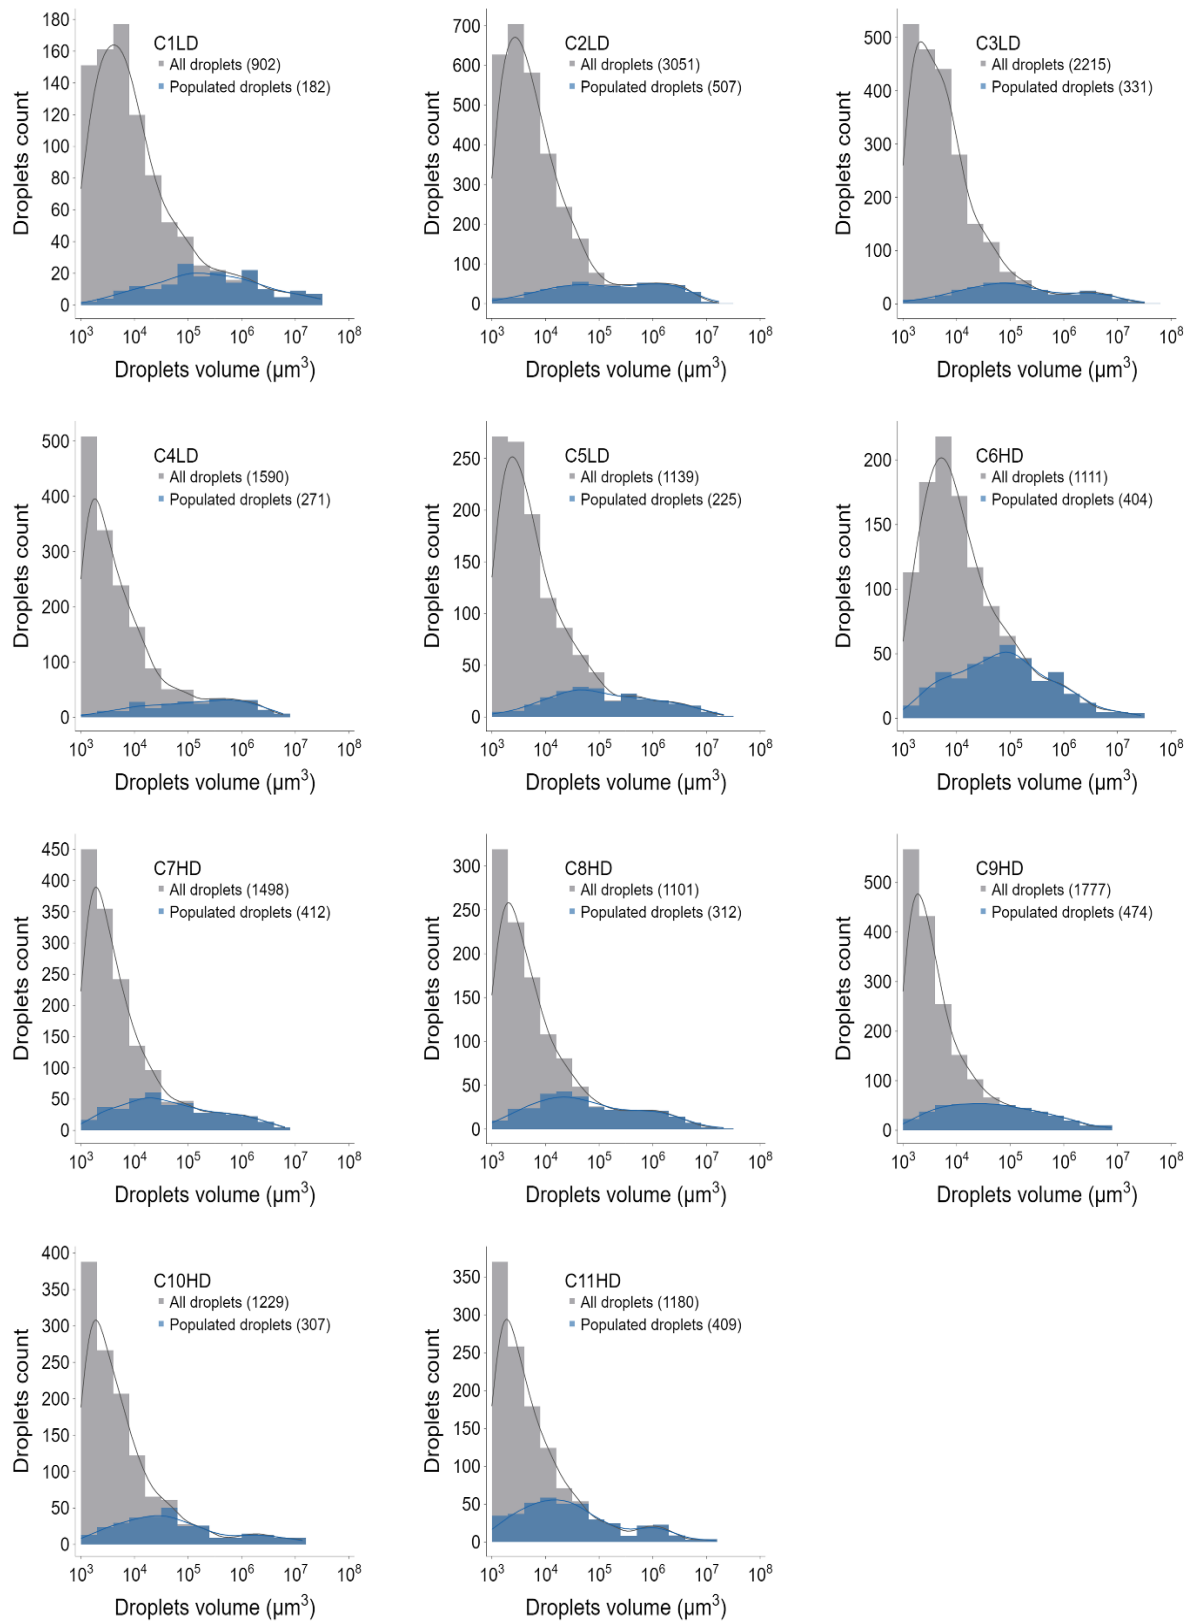 C1LD
All droplets (902)
Populated droplets (182)
Droplets count
180
160
140
120
100
80
60
40
20
0
10³ 10⁴ 10⁵ 10⁶ 10⁷ 10⁸
Droplets volume (µm³)
C2LD
All droplets (3051)
Populated droplets (507)
Droplets count
700
600
500
400
300
200
100
0
10³ 10⁴ 10⁵ 10⁶ 10⁷ 10⁸
Droplets volume (µm³)
C3LD
All droplets (2215)
Populated droplets (331)
Droplets count
500
400
300
200
100
0
10³ 10⁴ 10⁵ 10⁶ 10⁷ 10⁸
Droplets volume (µm³)
C4LD
All droplets (1590)
Populated droplets (271)
Droplets count
500
400
300
200
100
0
10³ 10⁴ 10⁵ 10⁶ 10⁷ 10⁸
Droplets volume (µm³)
C5LD
All droplets (1139)
Populated droplets (225)
Droplets count
250
200
150
100
50
0
10³ 10⁴ 10⁵ 10⁶ 10⁷ 10⁸
Droplets volume (µm³)
C6HD
All droplets (1111)
Populated droplets (404)
Droplets count
200
150
100
50
0
10³ 10⁴ 10⁵ 10⁶ 10⁷ 10⁸
Droplets volume (µm³)
C7HD
All droplets (1498)
Populated droplets (412)
Droplets count
450
400
350
300
250
200
150
100
50
0
10³ 10⁴ 10⁵ 10⁶ 10⁷ 10⁸
Droplets volume (µm³)
C8HD
All droplets (1101)
Populated droplets (312)
Droplets count
300
250
200
150
100
50
0
10³ 10⁴ 10⁵ 10⁶ 10⁷ 10⁸
Droplets volume (µm³)
C9HD
All droplets (1777)
Populated droplets (474)
Droplets count
500
400
300
200
100
0
10³ 10⁴ 10⁵ 10⁶ 10⁷ 10⁸
Droplets volume (µm³)
C10HD
All droplets (1229)
Populated droplets (307)
Droplets count
400
350
300
250
200
150
100
50
0
10³ 10⁴ 10⁵ 10⁶ 10⁷ 10⁸
Droplets volume (µm³)
C11HD
All droplets (1180)
Populated droplets (409)
Droplets count
350
300
250
200
150
100
50
0
10³ 10⁴ 10⁵ 10⁶ 10⁷ 10⁸
Droplets volume (µm³)